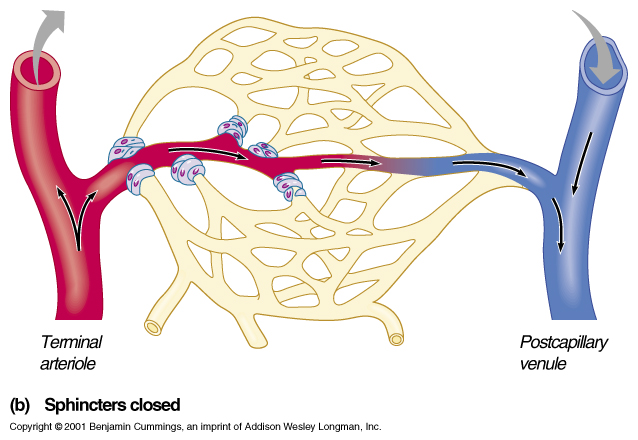 Terminal
arteriole
Postcapillary
venule
(b) Sphincters closed
Copyright © 2001 Benjamin Cummings, an imprint of Addison Wesley Longman, Inc.